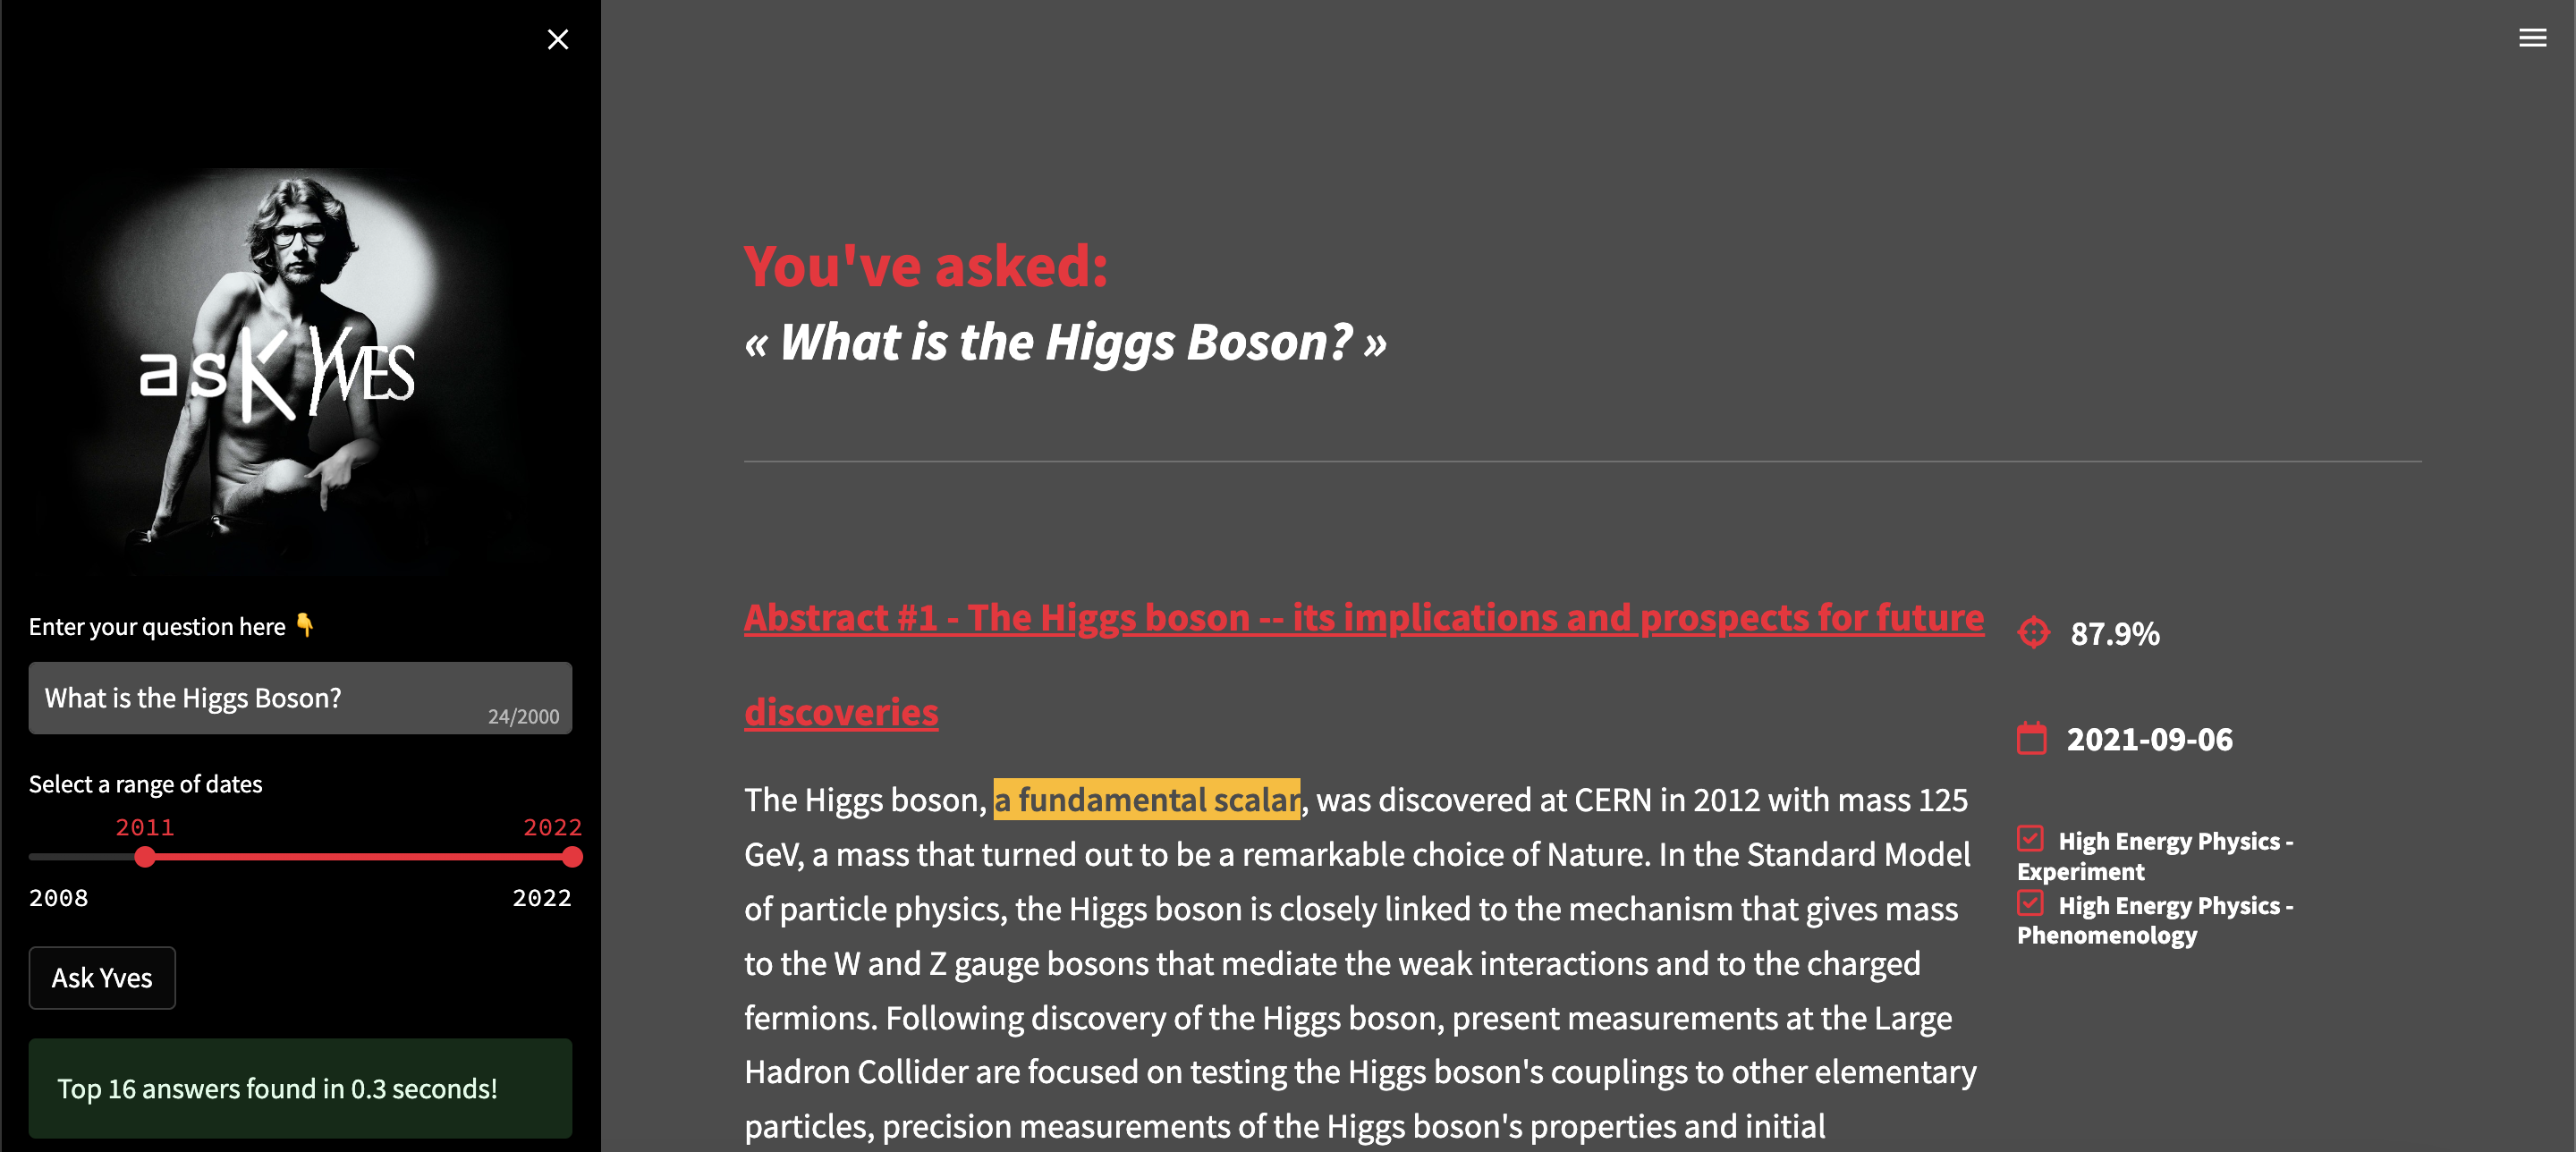 asK YVES
Enter your question here 👇
What is the Higgs Boson?
24/2000
Select a range of dates
2011 2022
2008 2022
Ask Yves
Top 16 answers found in 0.3 seconds!
You've asked:
« What is the Higgs Boson? »
Abstract #1 - The Higgs boson -- its implications and prospects for future
discoveries
The Higgs boson, a fundamental scalar, was discovered at CERN in 2012 with mass 125
GeV, a mass that turned out to be a remarkable choice of Nature. In the Standard Model
of particle physics, the Higgs boson is closely linked to the mechanism that gives mass
to the W and Z gauge bosons that mediate the weak interactions and to the charged
fermions. Following discovery of the Higgs boson, present measurements at the Large
Hadron Collider are focused on testing the Higgs boson's couplings to other elementary
particles, precision measurements of the Higgs boson's properties and initial
87.9%
2021-09-06
High Energy Physics -
Experiment
High Energy Physics -
Phenomenology